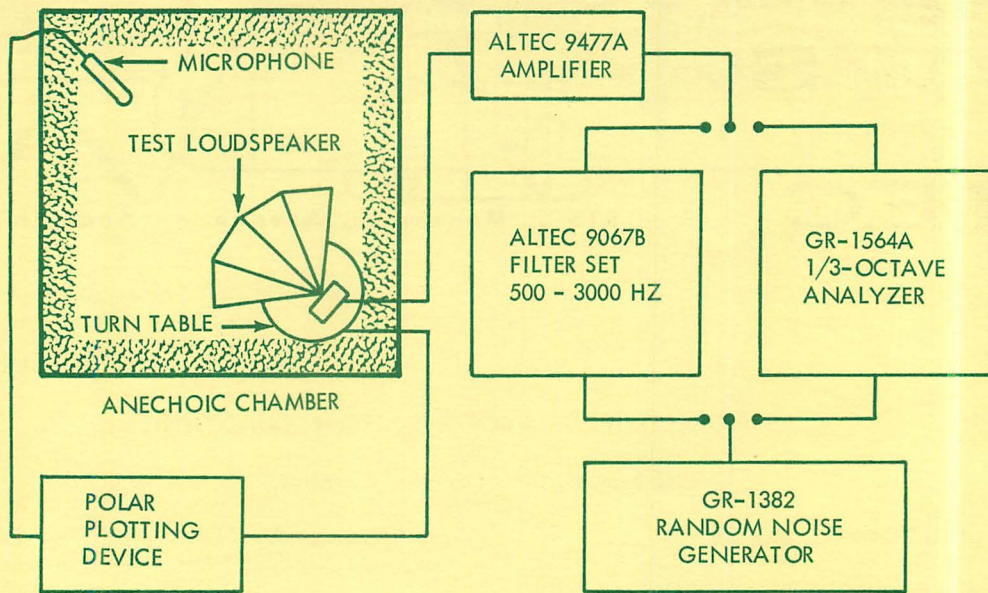 MICROPHONE
TEST LOUDSPEAKER
TURN TABLE
ANECHOIC CHAMBER
POLAR
PLOTTING
DEVICE
ALTEC 9477A
AMPLIFIER
ALTEC 9067B
FILTER SET
500 - 3000 HZ
GR-1564A
1/3-OCTAVE
ANALYZER
GR-1382
RANDOM NOISE
GENERATOR